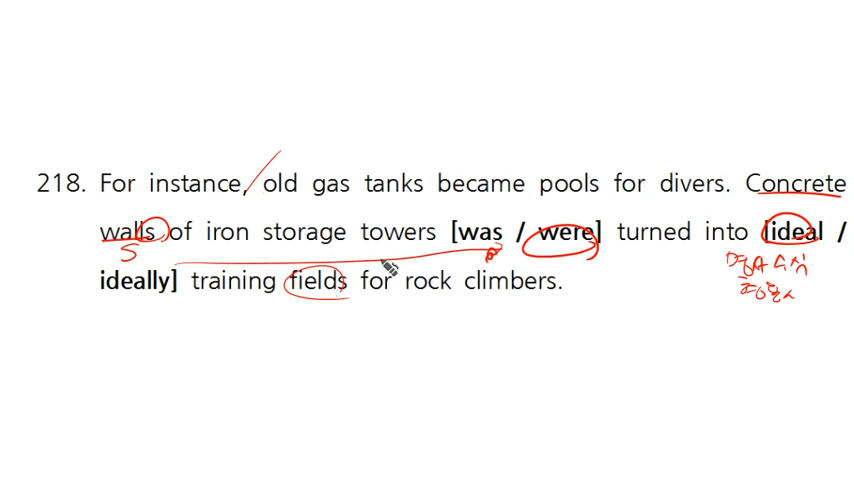 218. For instance, old gas tanks became pools for divers. Concrete
walls of iron storage towers [was / were] turned into [ideal /
S
ideally] training fields for rock climbers.
명사 수식
형용사